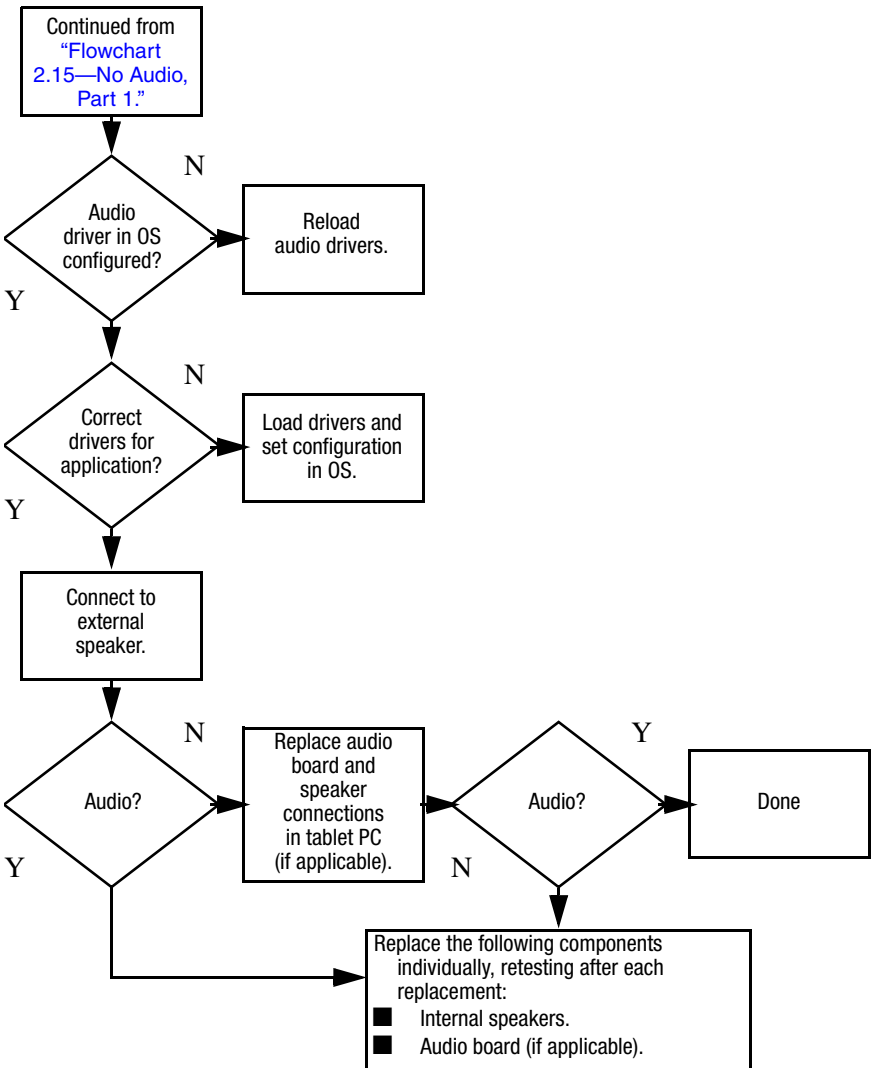 Continued from
“Flowchart
2.15—No Audio,
Part 1.”
N
Audio
driver in OS
configured?
Reload
audio drivers.
Y
N
Correct
drivers for
application?
Load drivers and
set configuration
in OS.
Y
Connect to
external
speaker.
N
Audio?
Replace audio
board and
speaker
connections
in tablet PC
(if applicable).
Y
Audio?
Done
Y
N
Replace the following components
individually, retesting after each
replacement:
■ Internal speakers.
■ Audio board (if applicable).